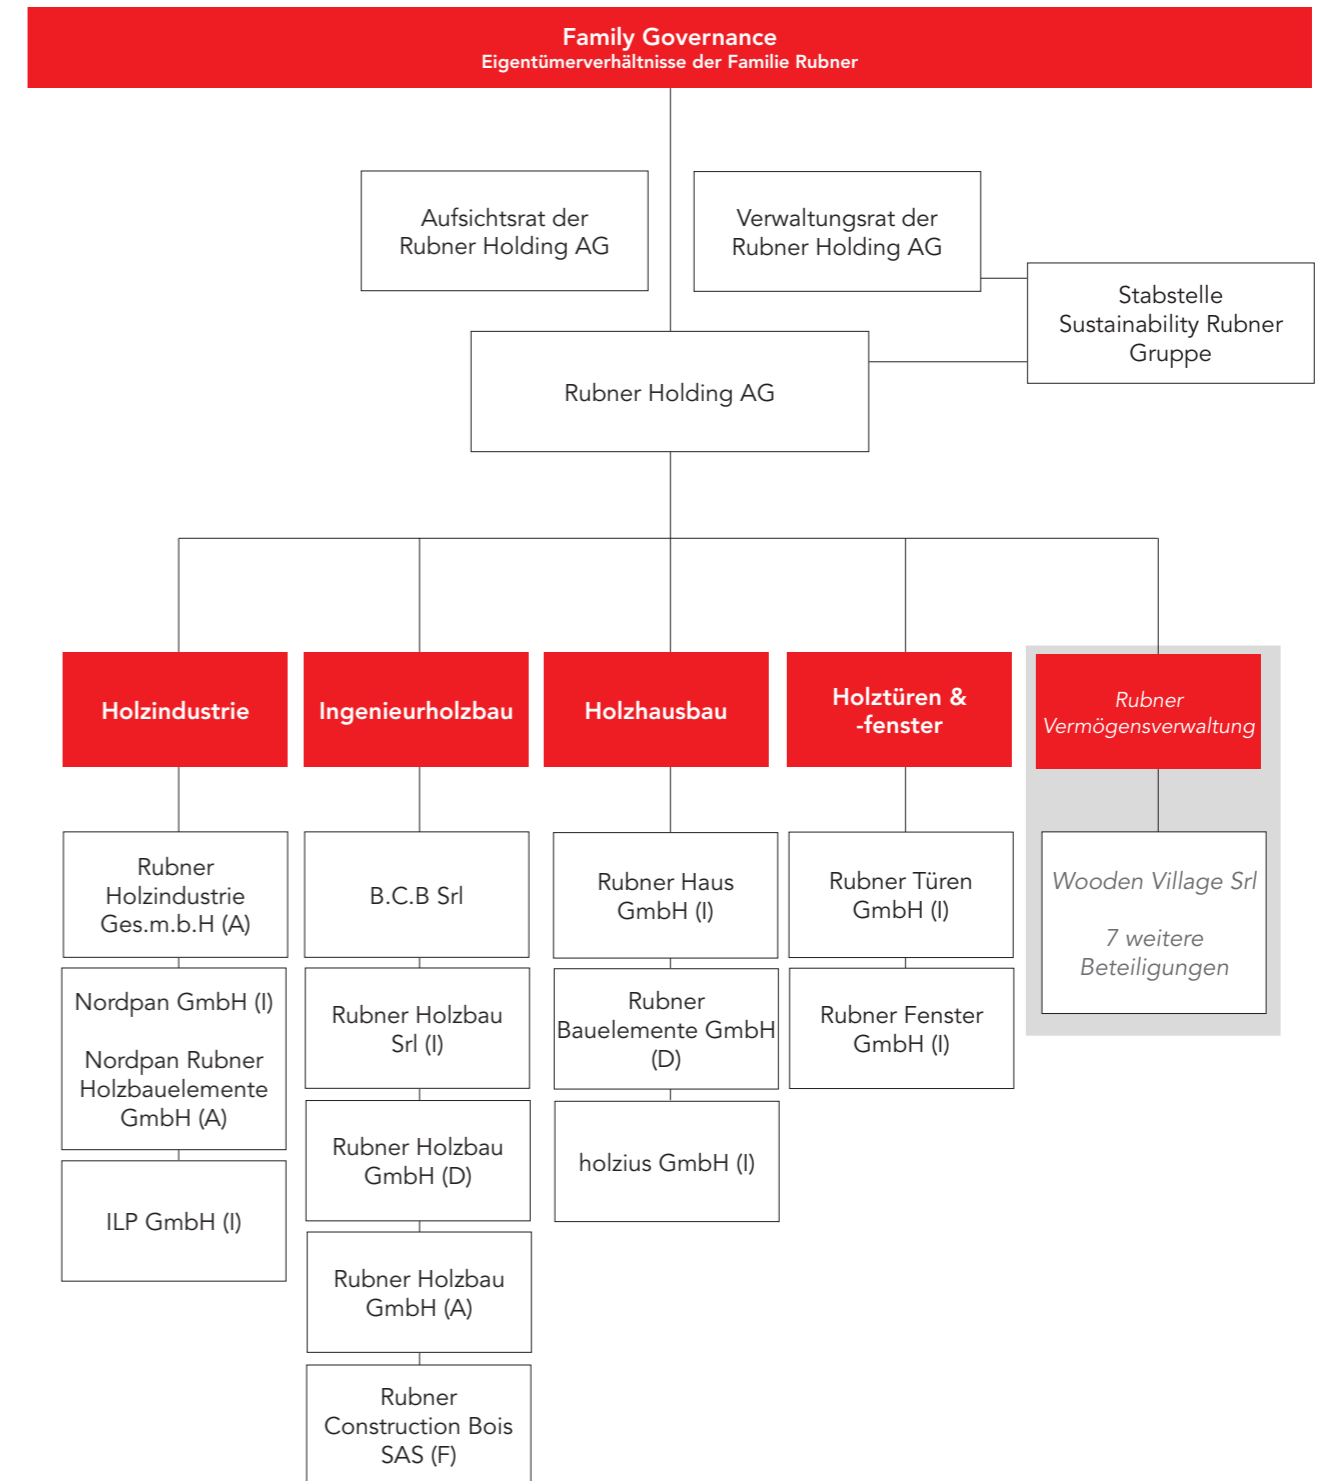 Family Governance
Eigentümerverhältnisse der Familie Rubner
Aufsichtsrat der
Rubner Holding AG
Verwaltungsrat der
Rubner Holding AG
Stabstelle
Sustainability Rubner
Gruppe
Rubner Holding AG
Holzindustrie
Ingenieurholzbau
Holzhausbau
Holztüren &
-fenster
Rubner
Vermögensverwaltung
Rubner
Holzindustrie
Ges.m.b.H (A)
Nordpan GmbH (I)
Nordpan Rubner
Holzbauelemente
GmbH (A)
ILP GmbH (I)
B.C.B Srl
Rubner Holzbau
Srl (I)
Rubner Holzbau
GmbH (D)
Rubner Holzbau
GmbH (A)
Rubner
Construction Bois
SAS (F)
Rubner Haus
GmbH (I)
Rubner
Bauelemente GmbH
(D)
holzius GmbH (I)
Rubner Türen
GmbH (I)
Rubner Fenster
GmbH (I)
Wooden Village Srl
7 weitere
Beteiligungen